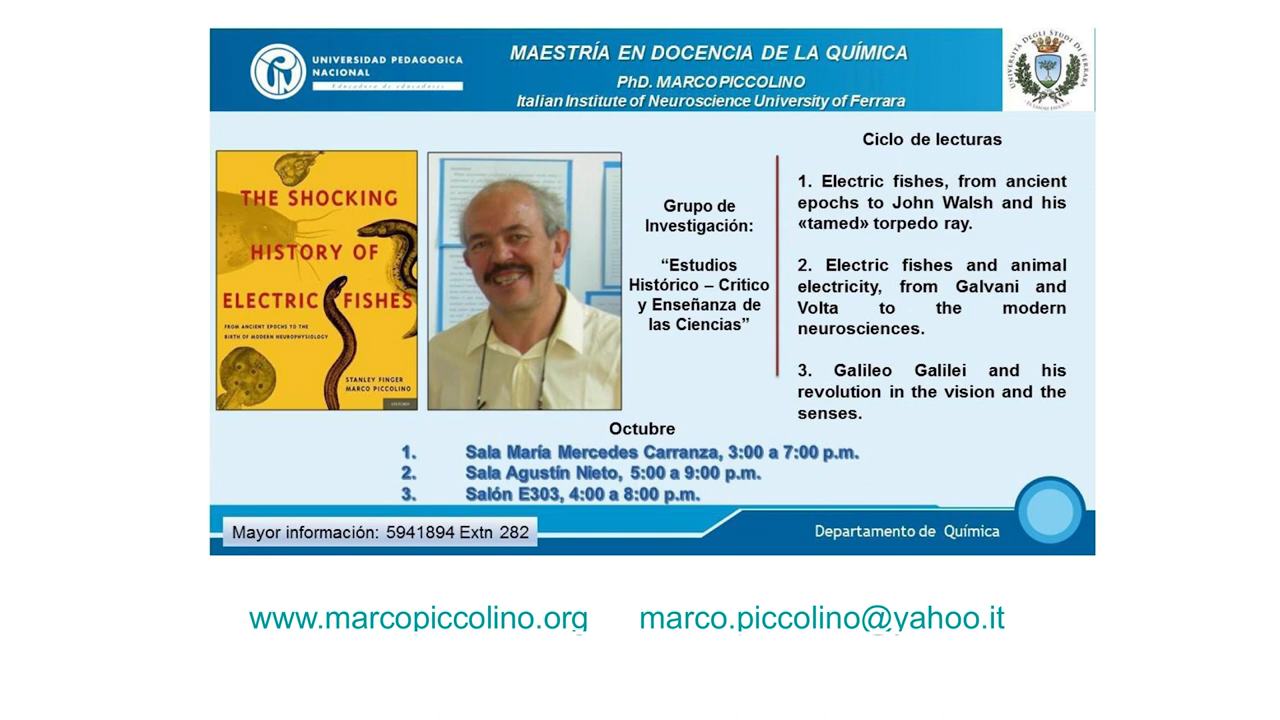 UNIVERSIDAD PEDAGOGICA
NACIONAL
Educadora de educadores
MAESTRÍA EN DOCENCIA DE LA QUÍMICA
PhD. MARCO PICCOLINO
Italian Institute of Neuroscience University of Ferrara
UNIVERSITÀ DEGLI STUDI DI FERRARA
THE SHOCKING
HISTORY OF
ELECTRIC FISHES
FROM ANCIENT EPOCHS TO THE
BIRTH OF MODERN NEUROPHYSIOLOGY
STANLEY FINGER
MARCO PICCOLINO
OXFORD
Grupo de
Investigación:
“Estudios
Histórico – Critico
y Enseñanza de
las Ciencias”
Ciclo de lecturas
1. Electric fishes, from ancient
epochs to John Walsh and his
«tamed» torpedo ray.
2. Electric fishes and animal
electricity, from Galvani and
Volta to the modern
neurosciences.
3. Galileo Galilei and his
revolution in the vision and the
senses.
Octubre
1. Sala María Mercedes Carranza, 3:00 a 7:00 p.m.
2. Sala Agustín Nieto, 5:00 a 9:00 p.m.
3. Salón E303, 4:00 a 8:00 p.m.
Mayor información: 5941894 Extn 282
Departamento de Química
www.marcopiccolino.org marco.piccolino@yahoo.it